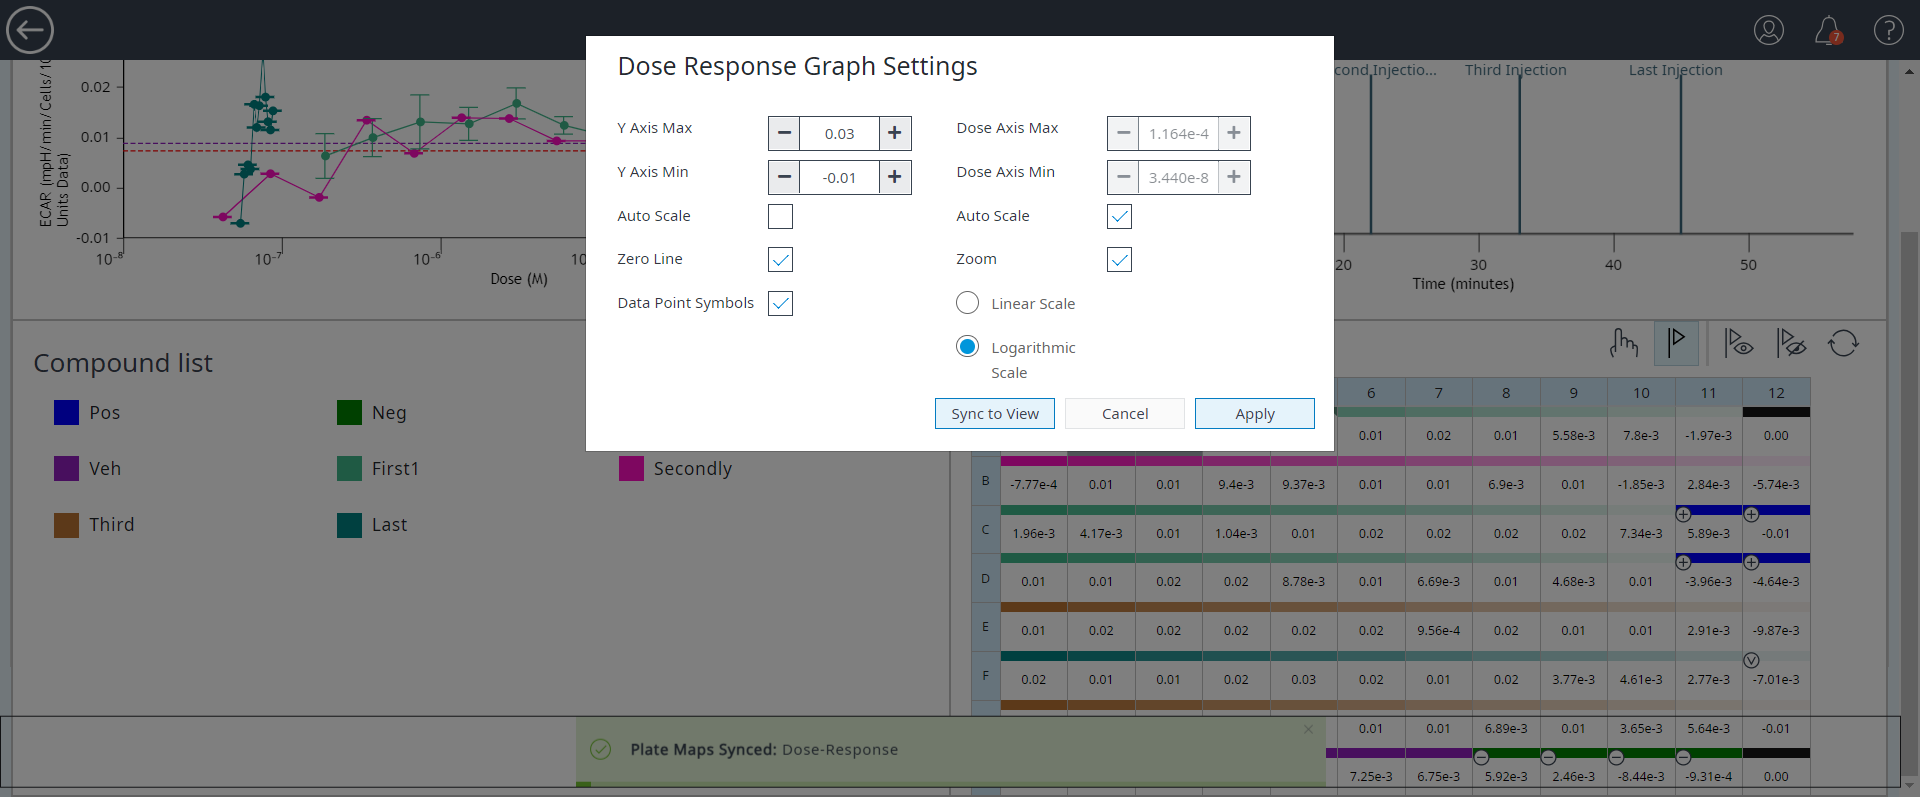 7
Dose Response Graph Settings
Y Axis Max
0.03
Dose Axis Max
1.164e-4
Y Axis Min
-0.01
Dose Axis Min
3.440e-8
Auto Scale
Auto Scale
Zero Line
Zoom
Data Point Symbols
Linear Scale
Logarithmic
Scale
Sync to View
Cancel
Apply
ECAR (mpH/min/Cells/10
Units Data)
0.02
0.01
0.00
-0.01
10⁻⁸
10⁻⁷
10⁻⁶
10
Dose (M)
cond Injectio...
Third Injection
Last Injection
20
30
40
50
Time (minutes)
Compound list
Pos
Neg
Veh
First1
Secondly
Third
Last
6 7 8 9 10 11 12
0.01 0.02 0.01 5.58e-3 7.8e-3 -1.97e-3 0.00
B -7.77e-4 0.01 0.01 9.4e-3 9.37e-3 0.01 0.01 6.9e-3 0.01 -1.85e-3 2.84e-3 -5.74e-3
C 1.96e-3 4.17e-3 0.01 1.04e-3 0.01 0.02 0.02 0.02 0.02 7.34e-3 5.89e-3 -0.01
D 0.01 0.01 0.02 0.02 8.78e-3 0.01 6.69e-3 0.01 4.68e-3 0.01 -3.96e-3 -4.64e-3
E 0.01 0.02 0.02 0.02 0.02 0.02 9.56e-4 0.02 0.01 0.01 2.91e-3 -9.87e-3
V
F 0.02 0.01 0.01 0.02 0.03 0.02 0.01 0.02 3.77e-3 4.61e-3 2.77e-3 -7.01e-3
0.01 0.01 6.89e-3 0.01 3.65e-3 5.64e-3 -0.01
7.25e-3 6.75e-3 5.92e-3 2.46e-3 -8.44e-3 -9.31e-4 0.00
Plate Maps Synced: Dose-Response